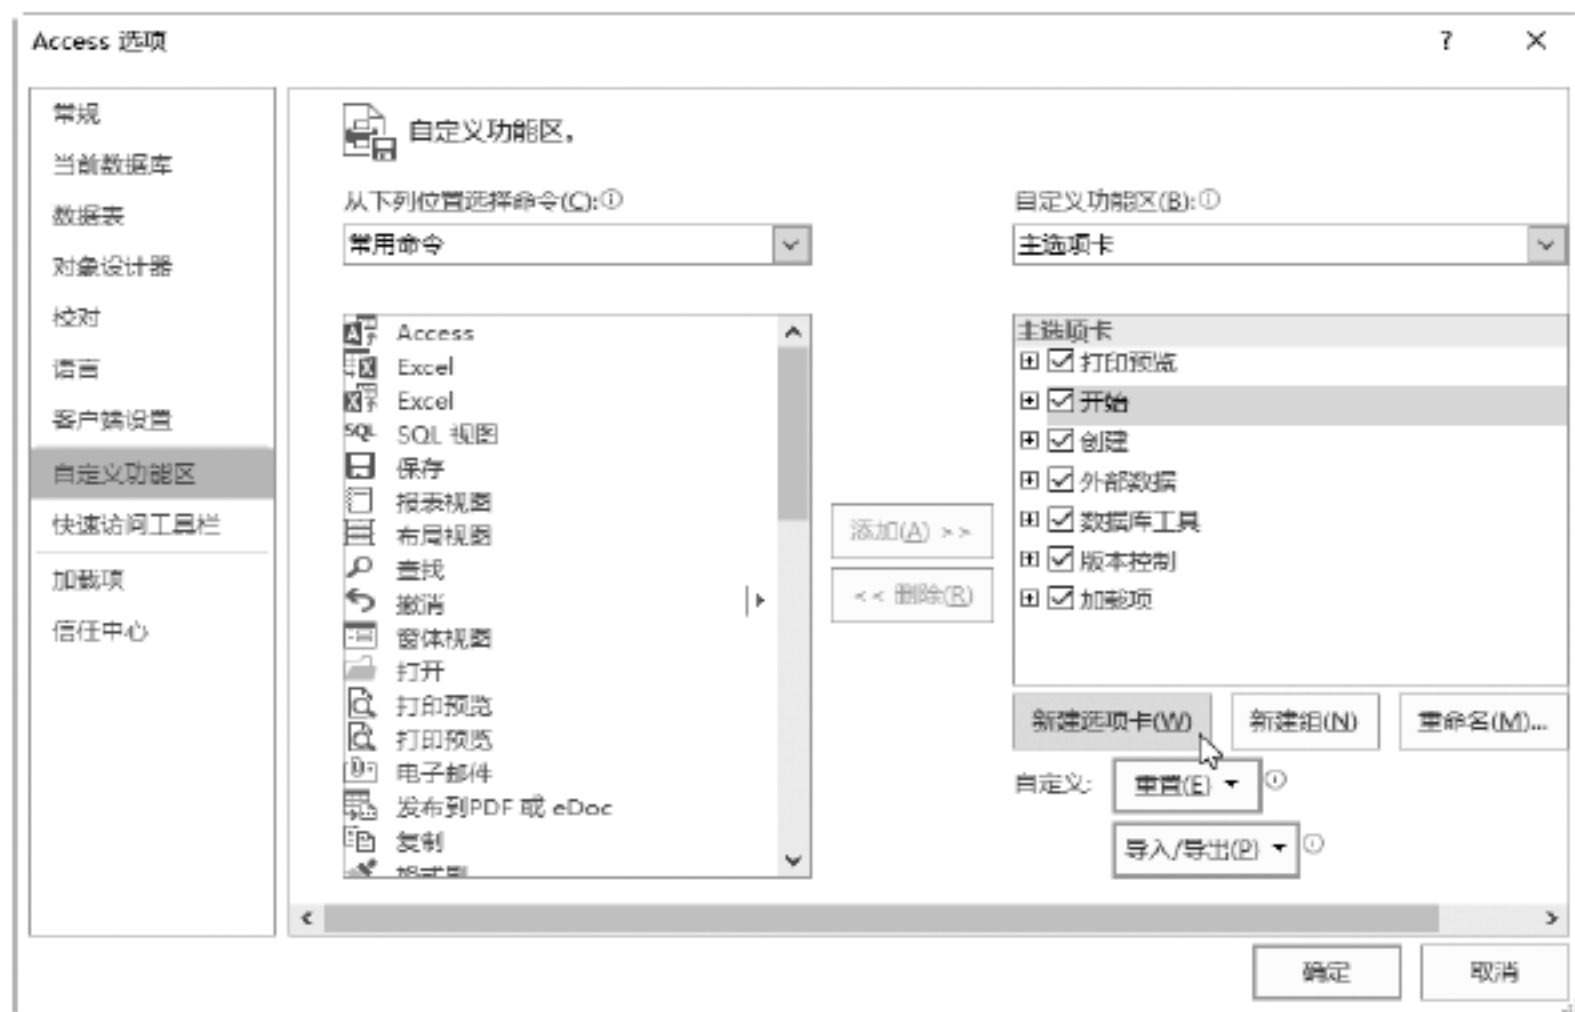 Access 选项
?
常规
当前数据库
数据表
对象设计器
校对
语言
客户端设置
自定义功能区
快速访问工具栏
加载项
信任中心
自定义功能区。
从下列位置选择命令(C):
常用命令
Access
Excel
Excel
SQL 视图
保存
报表视图
布局视图
查找
撤消
窗体视图
打开
打印预览
打印预览
电子邮件
发布到PDF 或 eDoc
复制
格式刷
添加(A) >>
<< 删除(R)
自定义功能区(B):
主选项卡
主选项卡
打印预览
开始
创建
外部数据
数据库工具
版本控制
加载项
新建选项卡(W)
新建组(N)
重命名(M)...
自定义:
重置(E)
导入/导出(P)
确定
取消